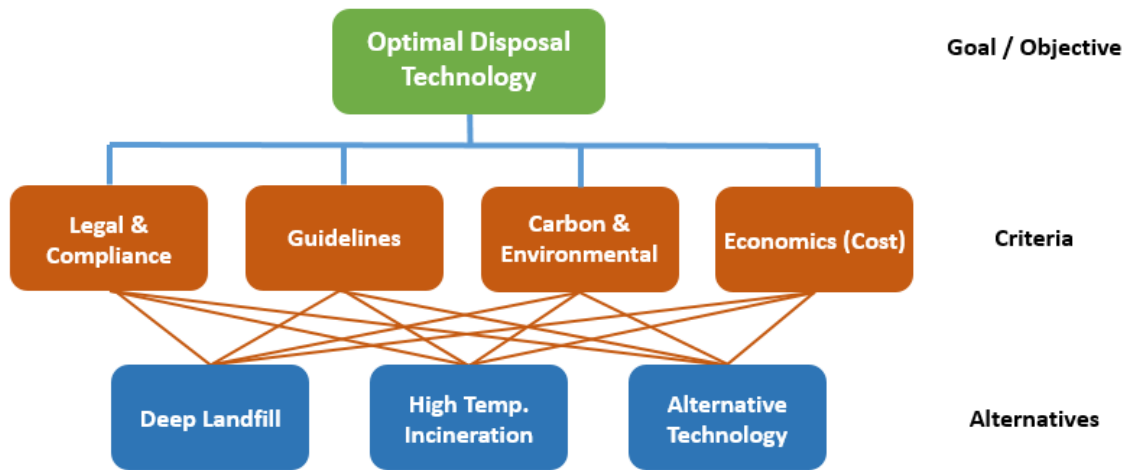 Optimal Disposal
Technology
Goal / Objective
Legal &
Compliance
Guidelines
Carbon &
Environmental
Economics (Cost)
Criteria
Deep Landfill
High Temp.
Incineration
Alternative
Technology
Alternatives